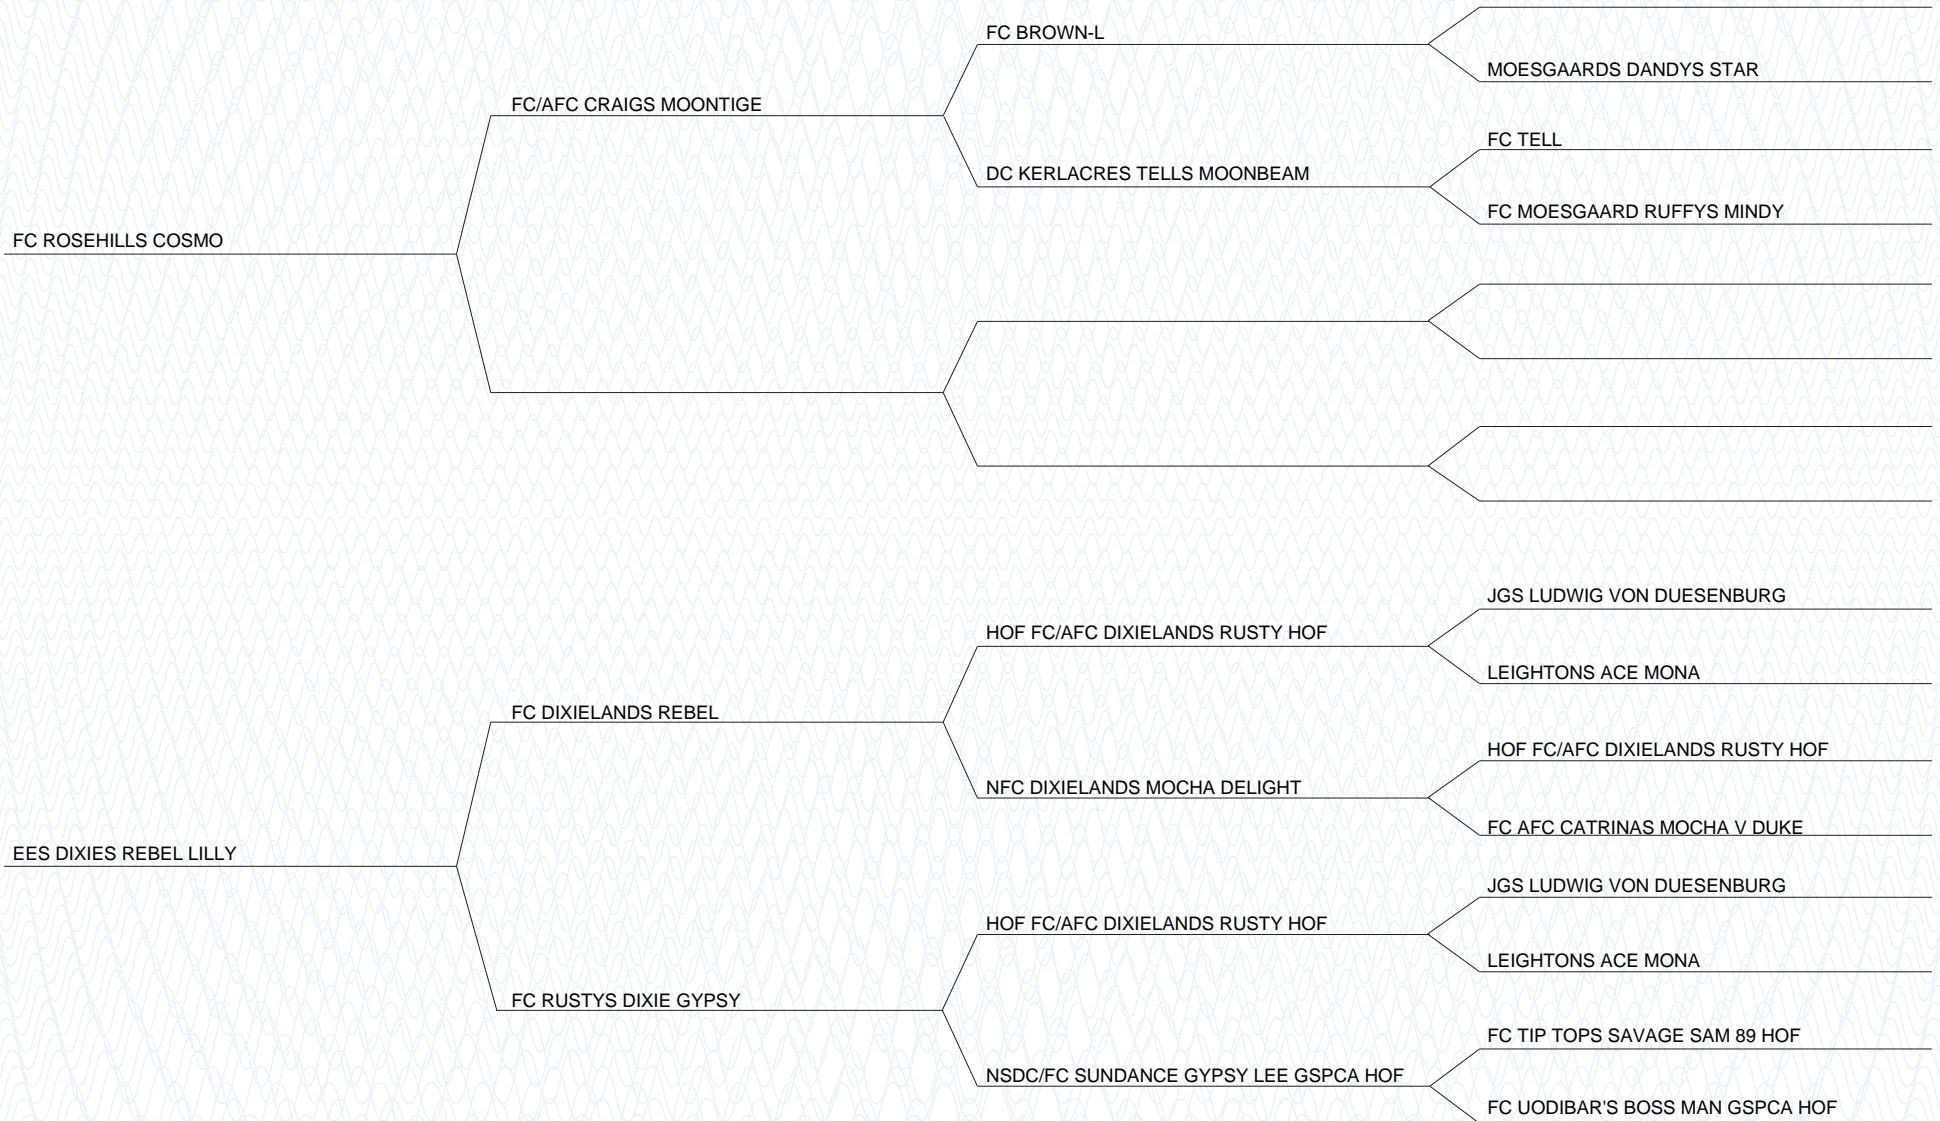 FC BROWN-L
MOESGAARDS DANDYS STAR
FC/AFC CRAIGS MOONTIGE
FC TELL
DC KERLACRES TELLS MOONBEAM
FC MOESGAARD RUFFYS MINDY
FC ROSEHILLS COSMO
JGS LUDWIG VON DUESENBURG
HOF FC/AFC DIXIELANDS RUSTY HOF
LEIGHTONS ACE MONA
FC DIXIELANDS REBEL
HOF FC/AFC DIXIELANDS RUSTY HOF
NFC DIXIELANDS MOCHA DELIGHT
FC AFC CATRINAS MOCHA V DUKE
EES DIXIES REBEL LILLY
JGS LUDWIG VON DUESENBURG
HOF FC/AFC DIXIELANDS RUSTY HOF
LEIGHTONS ACE MONA
FC RUSTYS DIXIE GYPSY
FC TIP TOPS SAVAGE SAM 89 HOF
NSDC/FC SUNDANCE GYPSY LEE GSPCA HOF
FC UODIBAR'S BOSS MAN GSPCA HOF